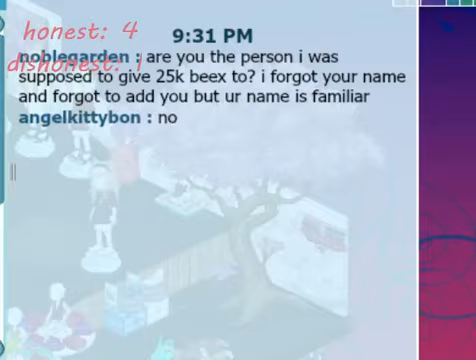 honest: 4
9:31 PM
dishonest: 1
noblegarden : are you the person i was
supposed to give 25k beex to? i forgot your name
and forgot to add you but ur name is familiar
angelkittybon : no